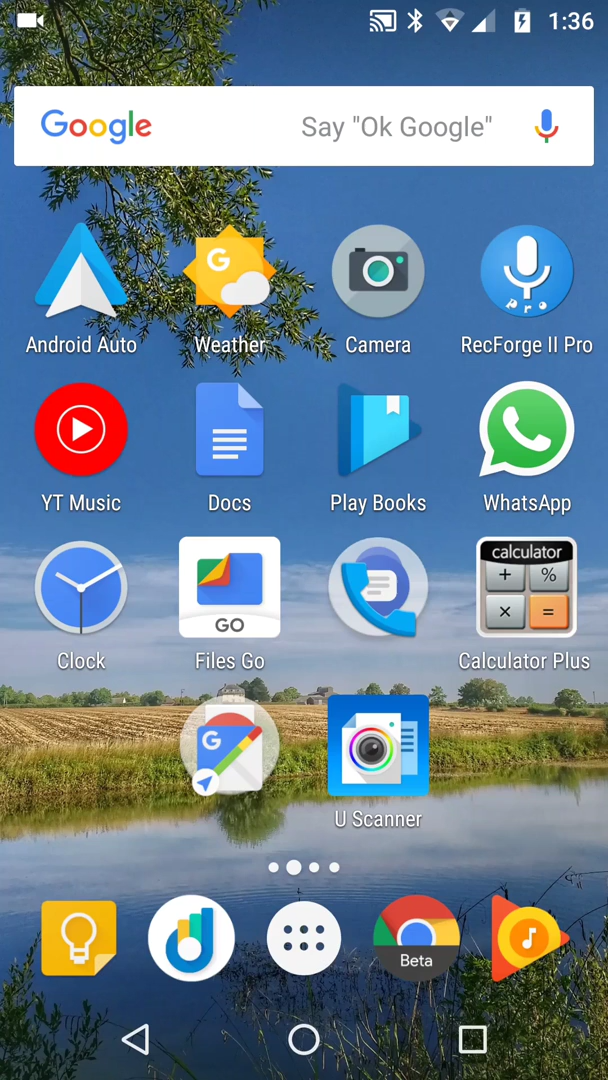 1:36
Google
Say "Ok Google"
G
Pro
Android Auto
Weather
Camera
RecForge II Pro
YT Music
Docs
Play Books
WhatsApp
GO
calculator
+ %
× =
Clock
Files Go
Calculator Plus
G
U Scanner
Beta